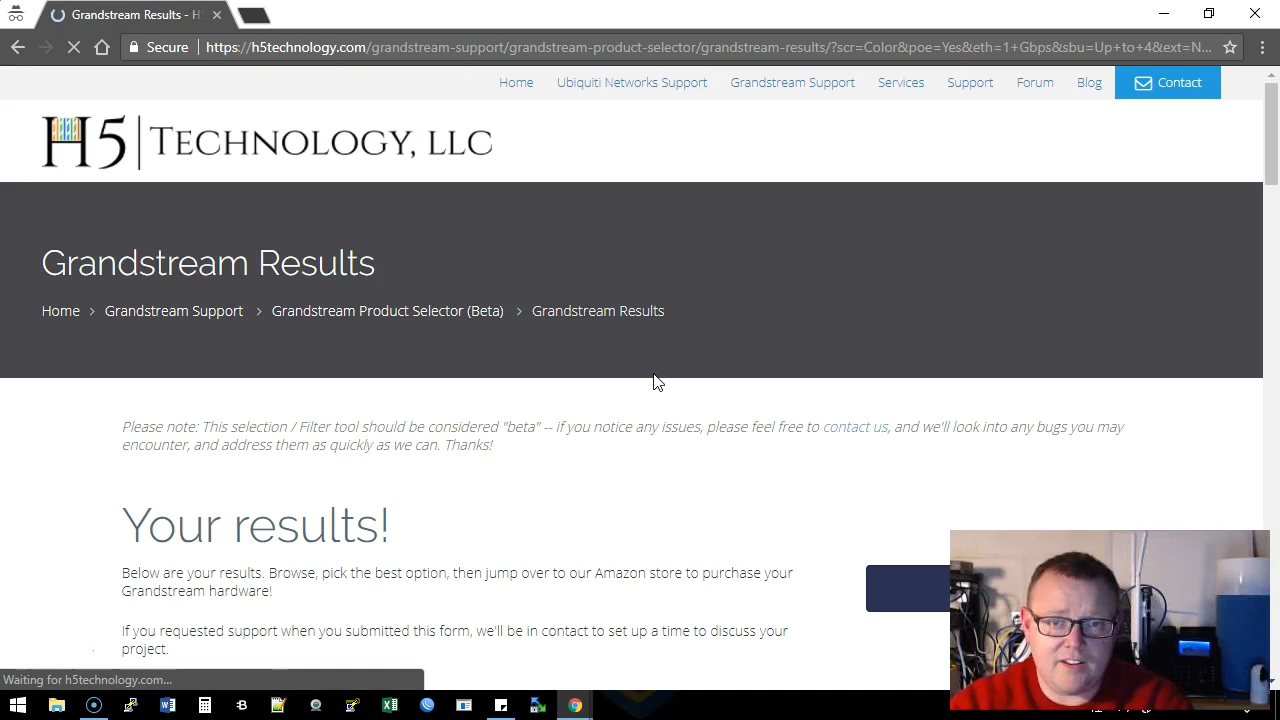 Grandstream Results - H
Secure
https://h5technology.com/grandstream-support/grandstream-product-selector/grandstream-results/?scr=Color&poe=Yes&eth=1+Gbps&sbu=Up+to+4&ext=N...
Home Ubiquiti Networks Support Grandstream Support Services Support Forum Blog Contact
H5 TECHNOLOGY, LLC
Grandstream Results
Home > Grandstream Support > Grandstream Product Selector (Beta) > Grandstream Results
Please note: This selection / Filter tool should be considered "beta" -- if you notice any issues, please feel free to contact us, and we'll look into any bugs you may
encounter, and address them as quickly as we can. Thanks!
Your results!
Below are your results. Browse, pick the best option, then jump over to our Amazon store to purchase your
Grandstream hardware!
If you requested support when you submitted this form, we'll be in contact to set up a time to discuss your
project.
Waiting for h5technology.com...